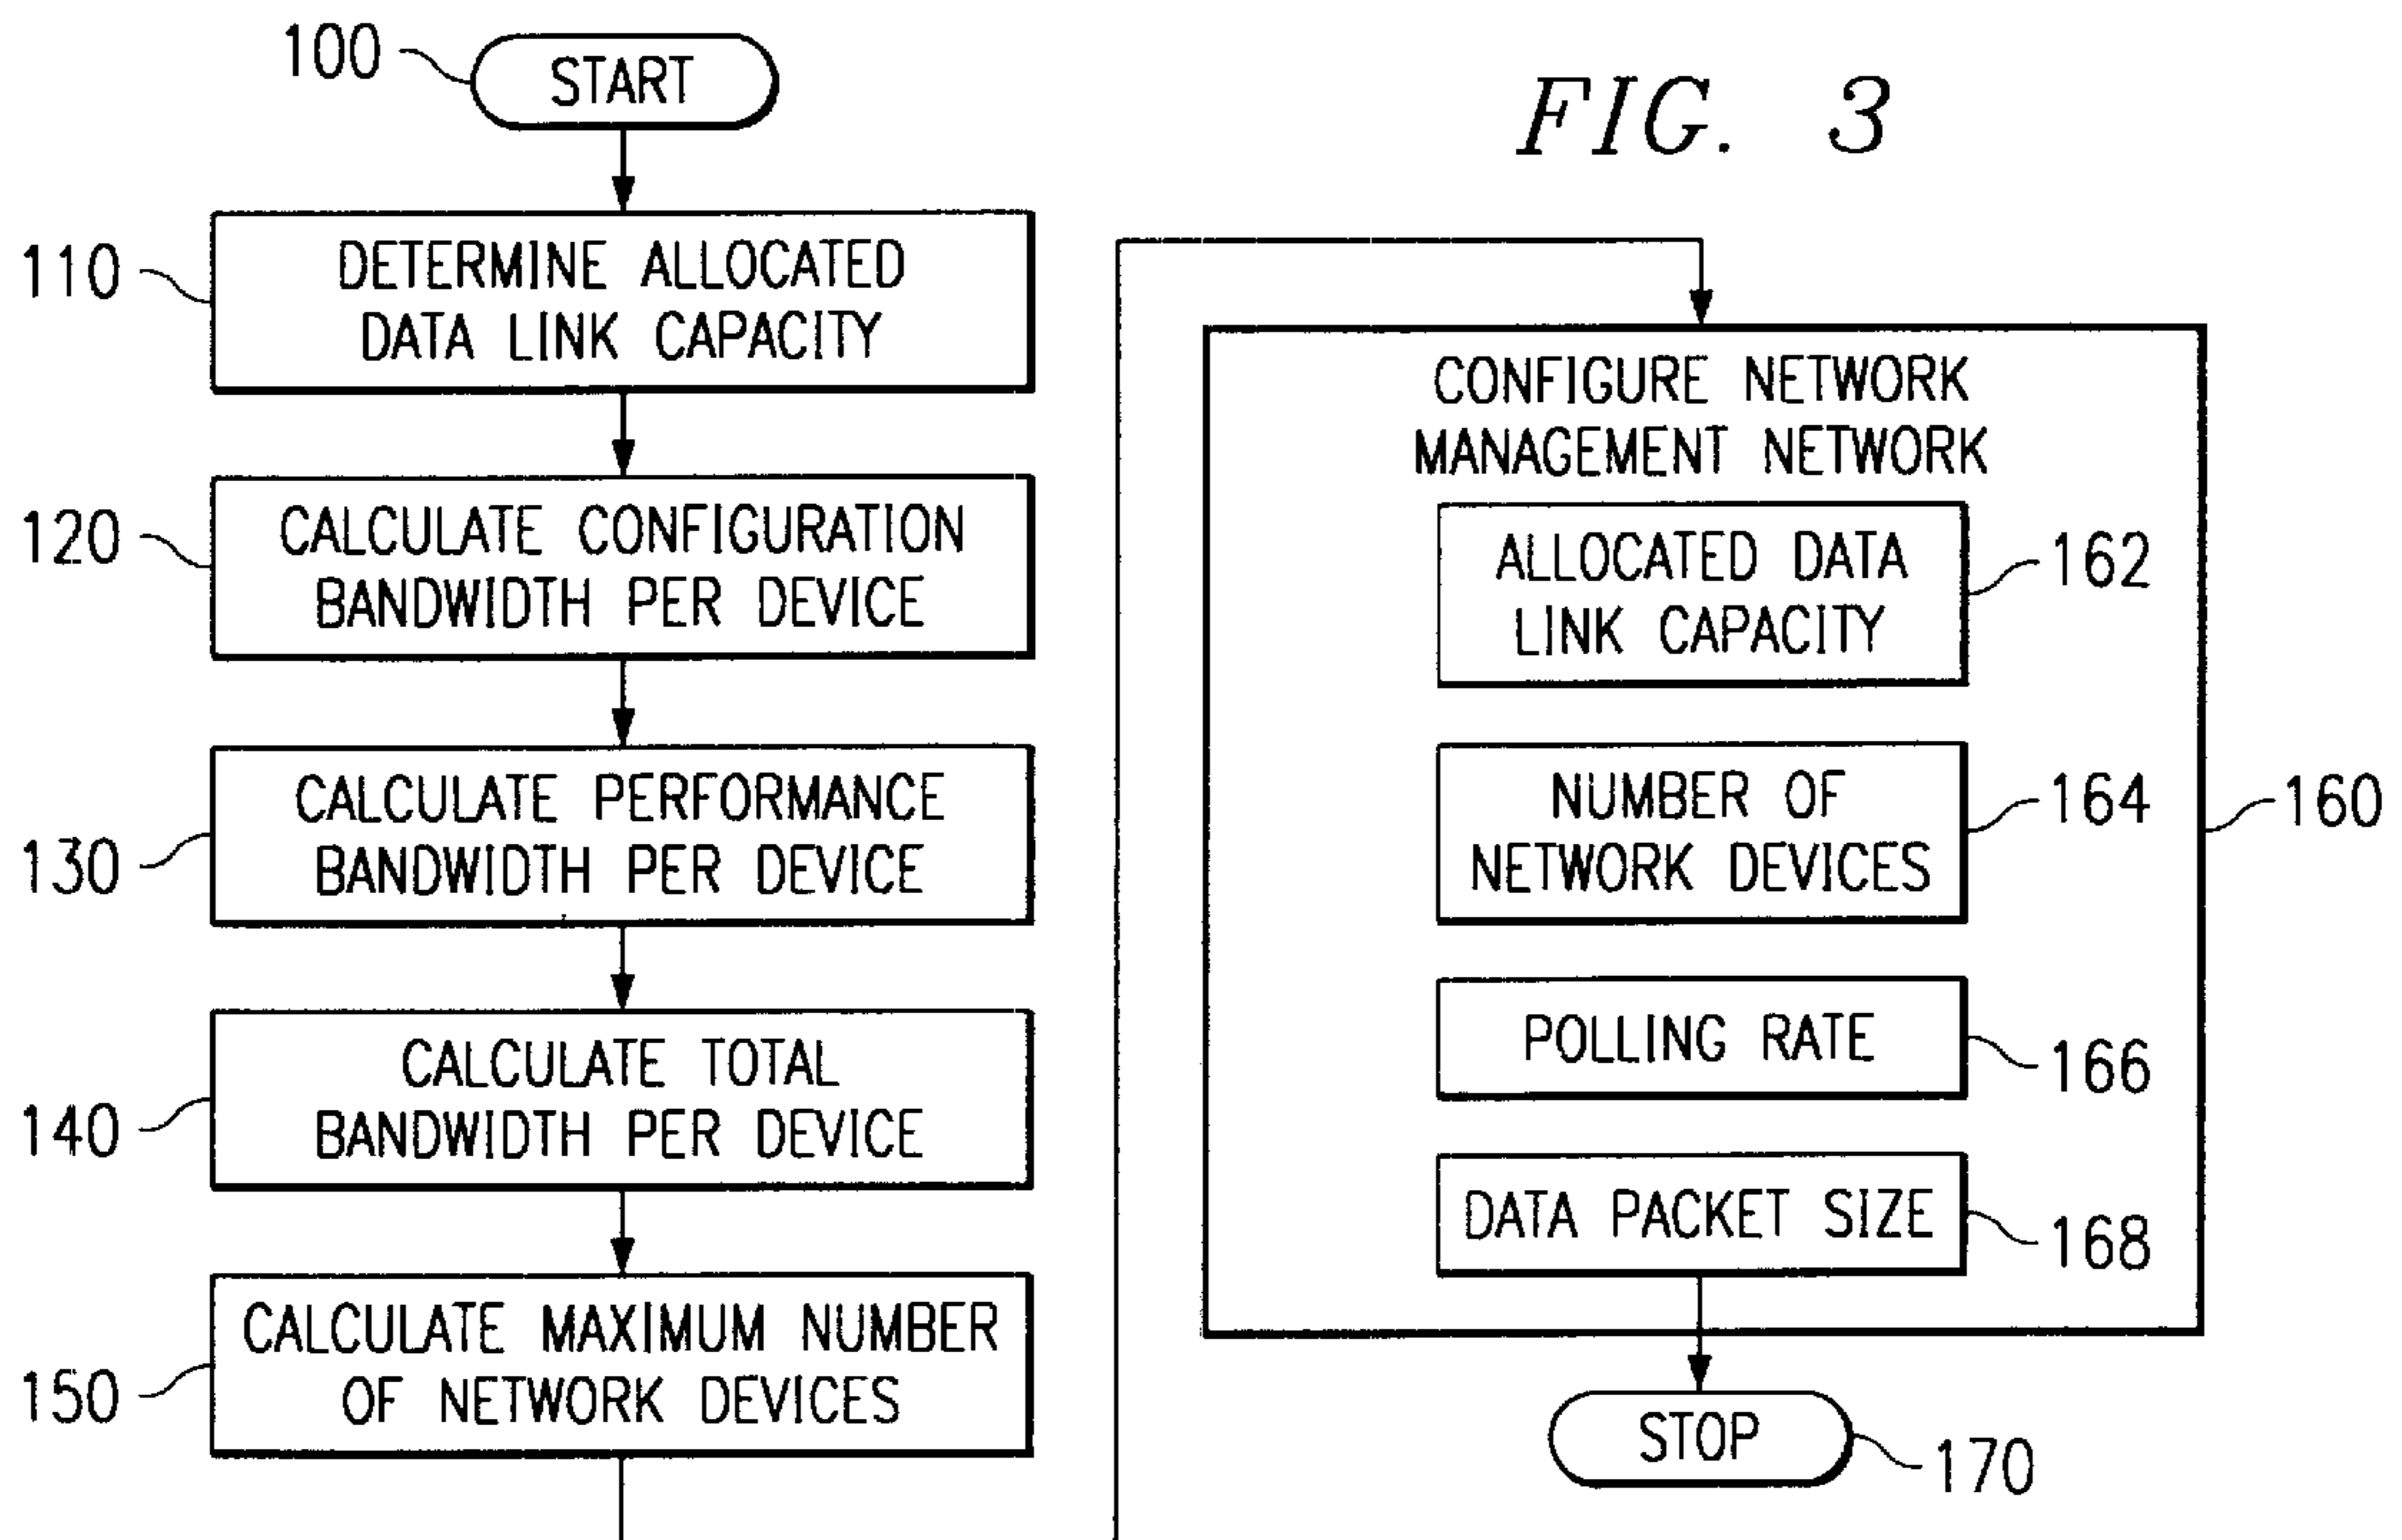 100
START
FIG. 3
110
DETERMINE ALLOCATED
DATA LINK CAPACITY
120
CALCULATE CONFIGURATION
BANDWIDTH PER DEVICE
130
CALCULATE PERFORMANCE
BANDWIDTH PER DEVICE
140
CALCULATE TOTAL
BANDWIDTH PER DEVICE
150
CALCULATE MAXIMUM NUMBER
OF NETWORK DEVICES
CONFIGURE NETWORK
MANAGEMENT NETWORK
ALLOCATED DATA
LINK CAPACITY
162
NUMBER OF
NETWORK DEVICES
164
160
POLLING RATE
166
DATA PACKET SIZE
168
STOP
170